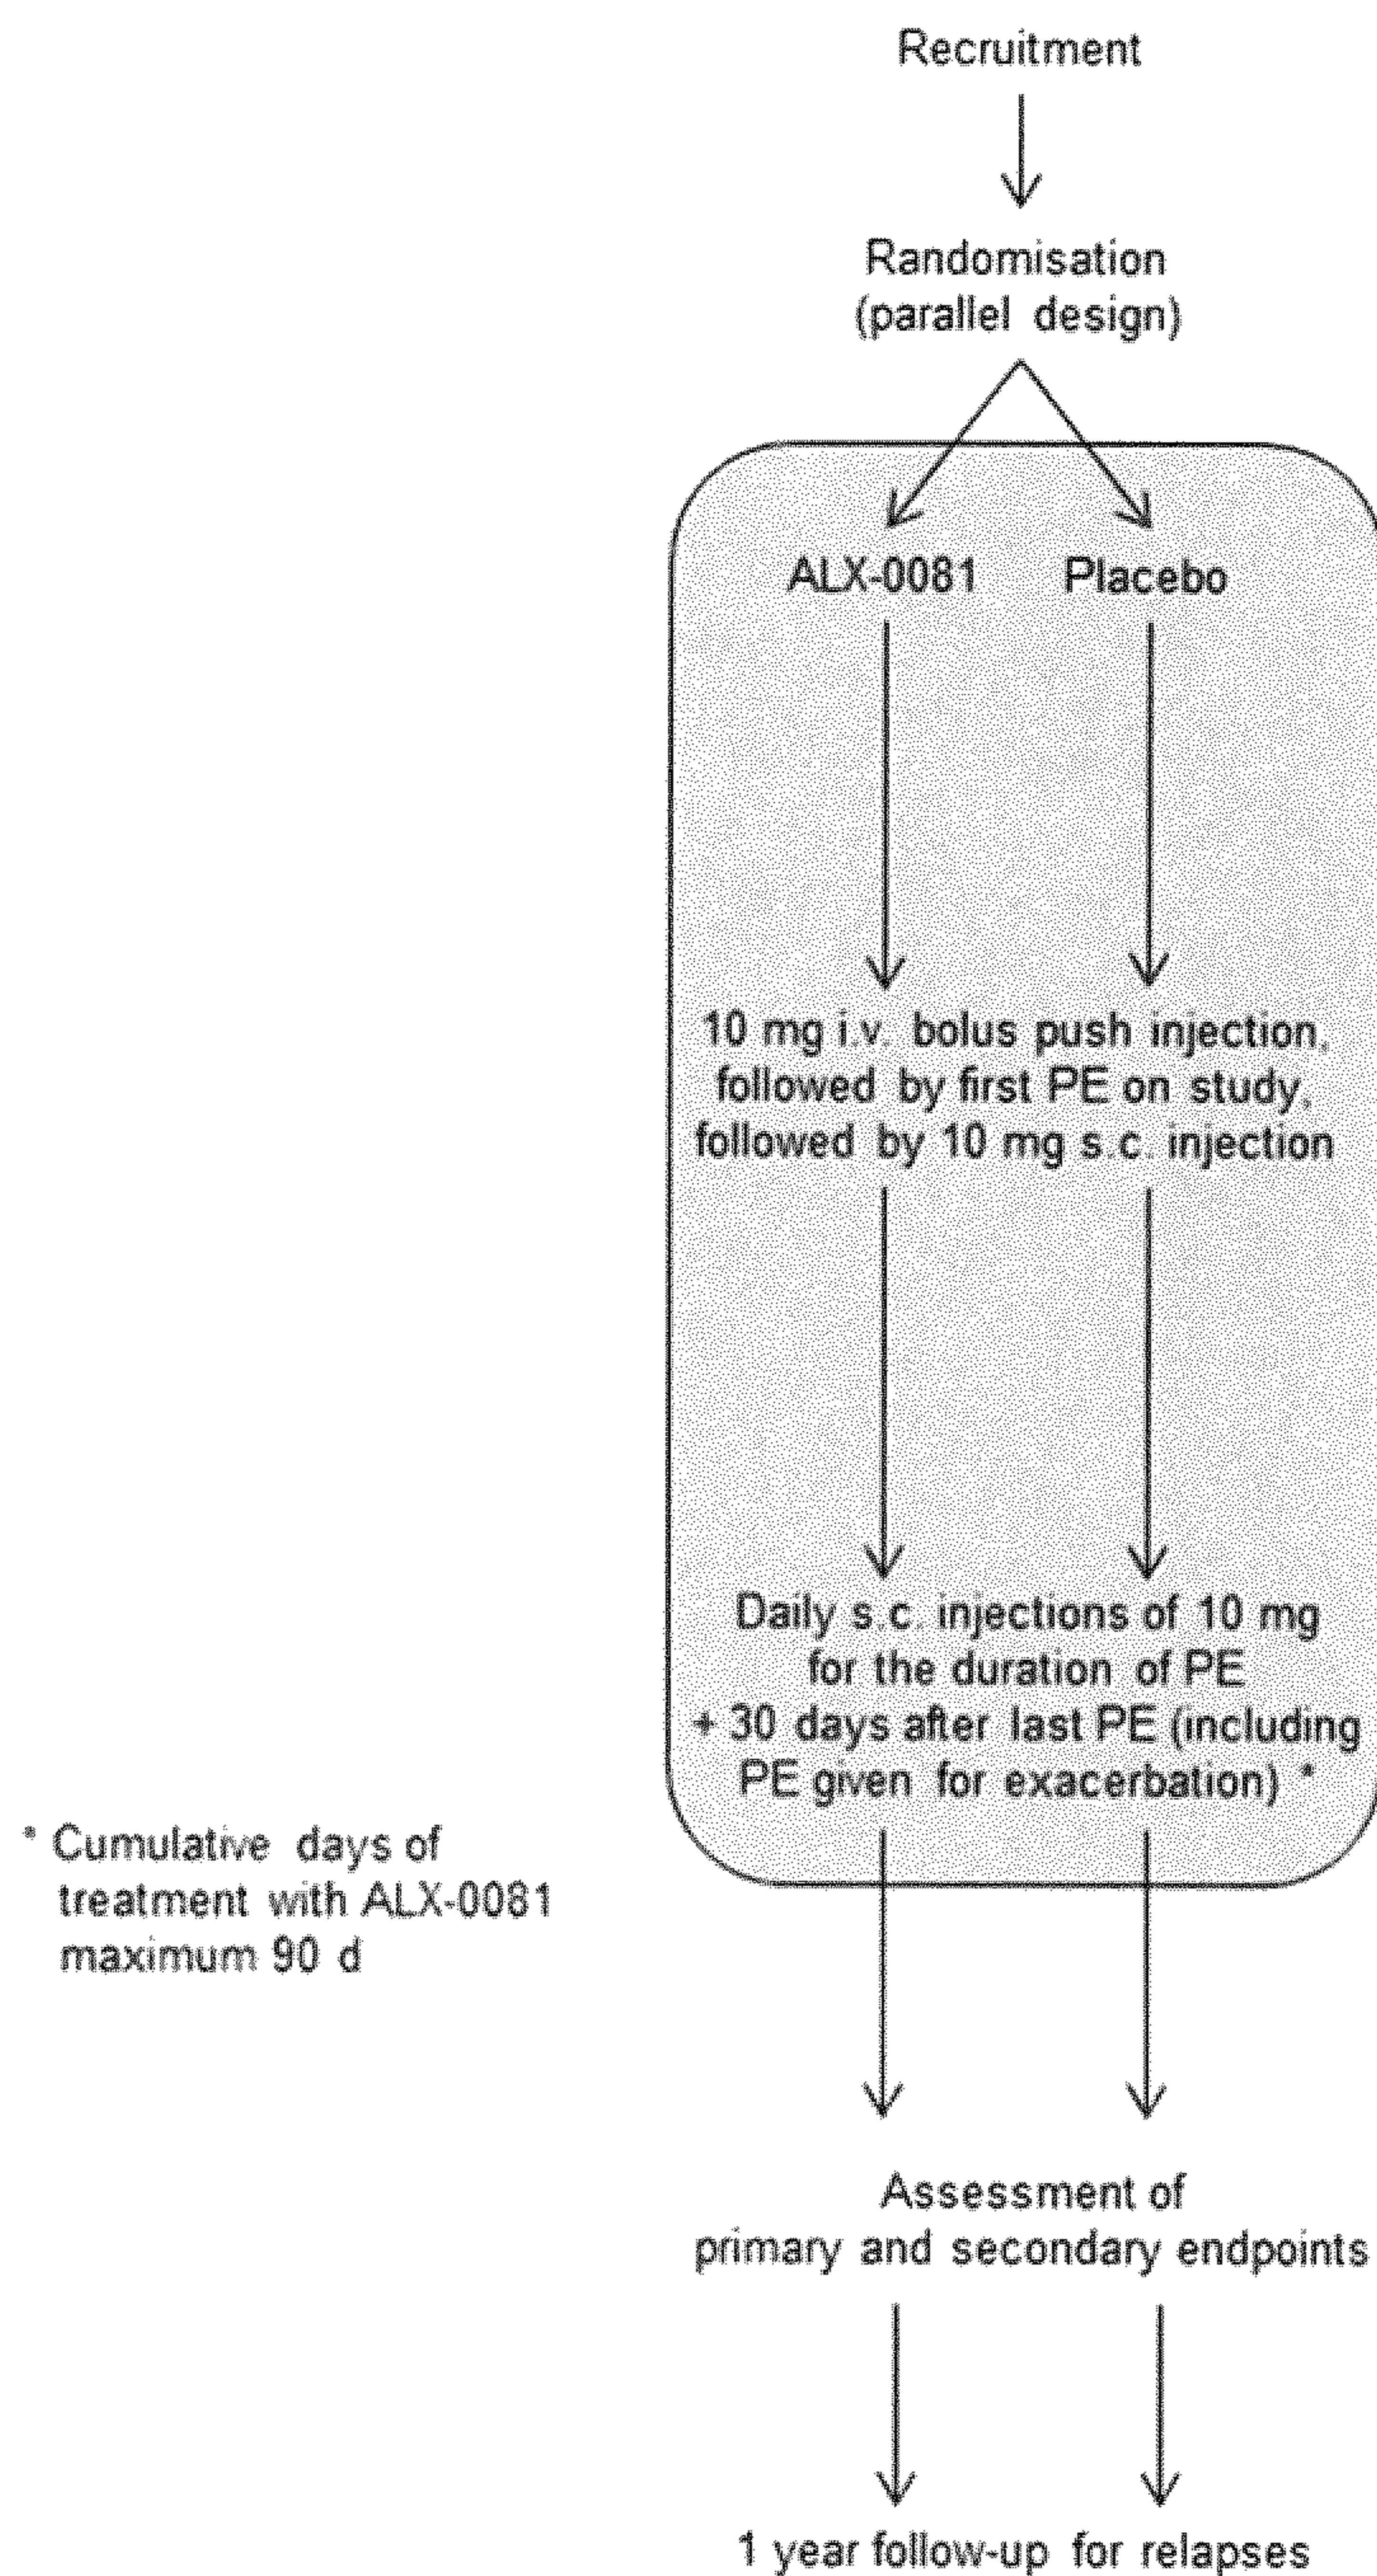 Recruitment
Randomisation
(parallel design)
ALX-0081 Placebo
10 mg i.v. bolus push injection,
followed by first PE on study,
followed by 10 mg s.c. injection
Daily s.c. injections of 10 mg
for the duration of PE
+ 30 days after last PE (including
PE given for exacerbation) *
* Cumulative days of
treatment with ALX-0081
maximum 90 d
Assessment of
primary and secondary endpoints
1 year follow-up for relapses